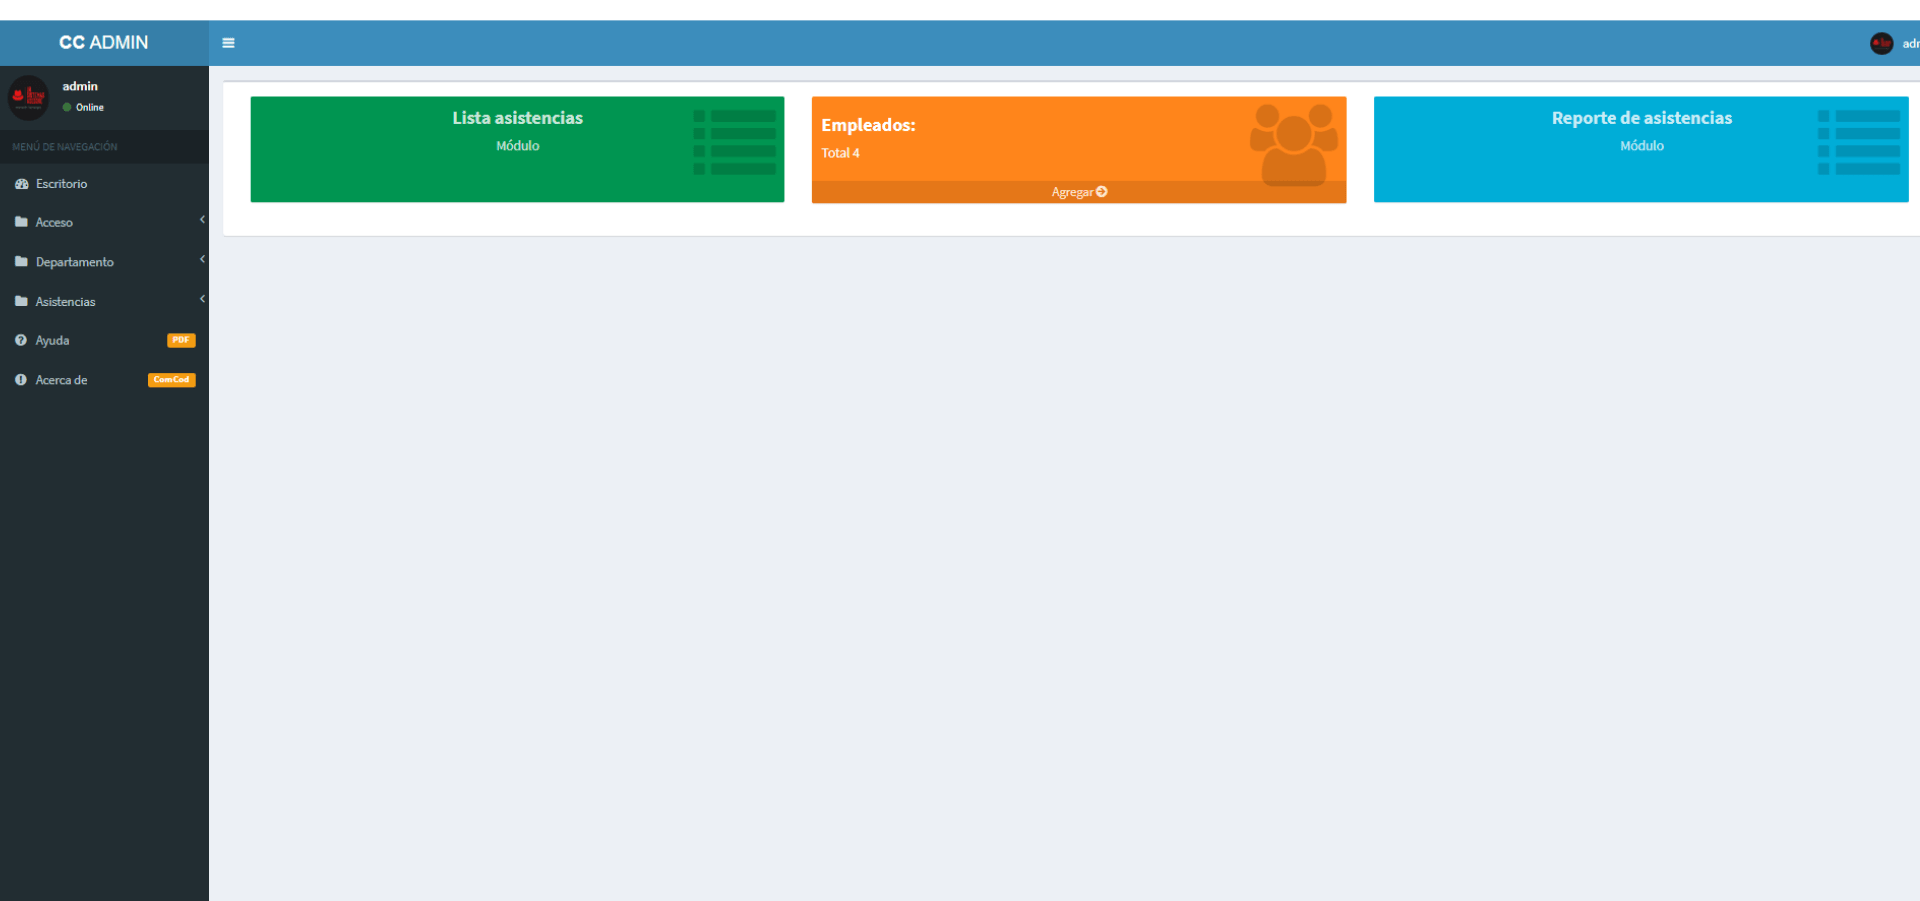 CC ADMIN
adm
admin
Online
MENÚ DE NAVEGACIÓN
Escritorio
Acceso
Departamento
Asistencias
Ayuda PDF
Acerca de ComCod
Lista asistencias
Módulo
Empleados:
Total 4
Agregar
Reporte de asistencias
Módulo